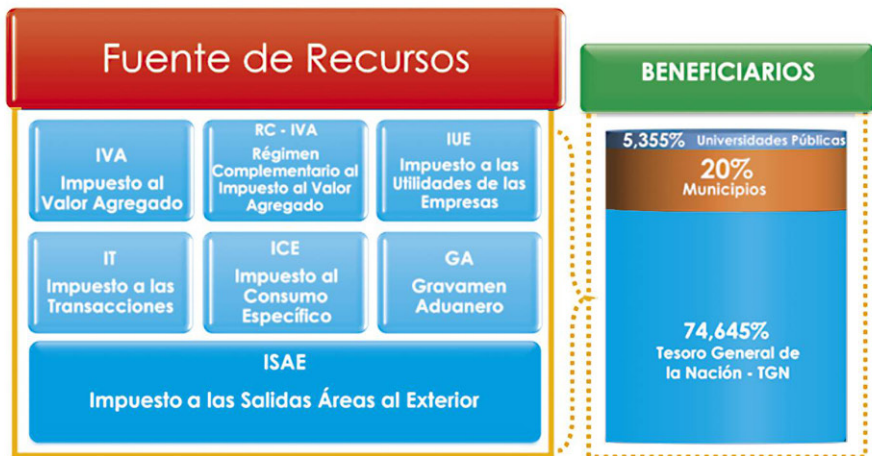 Fuente de Recursos
BENEFICIARIOS
IVA
Impuesto al
Valor Agregado
RC - IVA
Régimen
Complementario al
Impuesto al Valor
Agregado
IUE
Impuesto a las
Utilidades de las
Empresas
IT
Impuesto a las
Transacciones
ICE
Impuesto al
Consumo
Específico
GA
Gravamen
Aduanero
ISAE
Impuesto a las Salidas Áreas al Exterior
5,355% Universidades Públicas
20%
Municipios
74,645%
Tesoro General de
la Nación - TGN